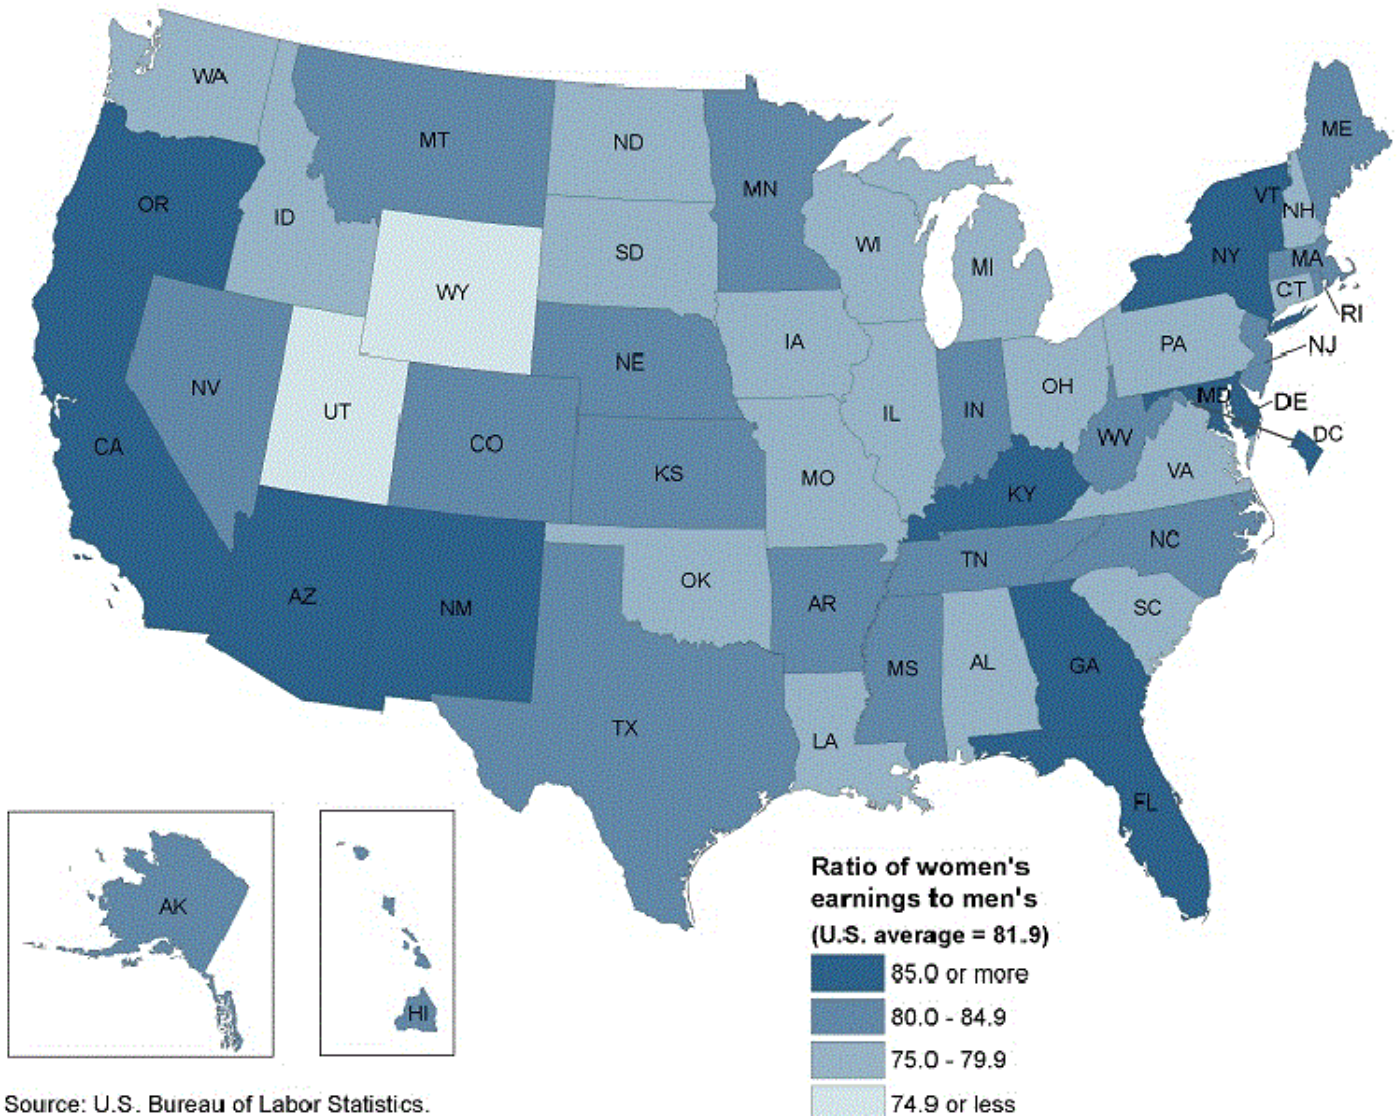 WA
MT
ND
MN
ME
OR
ID
SD
WI
MI
VT
NH
NY
MA
WY
CT
RI
IA
PA
NJ
NV
NE
UT
CO
IL
IN
OH
MD
DE
DC
CA
KS
MO
WV
VA
KY
AZ
NM
OK
AR
TN
NC
SC
MS
AL
GA
TX
LA
FL
AK
HI
Ratio of women's
earnings to men's
(U.S. average = 81.9)
85.0 or more
80.0 - 84.9
75.0 - 79.9
74.9 or less
Source: U.S. Bureau of Labor Statistics.